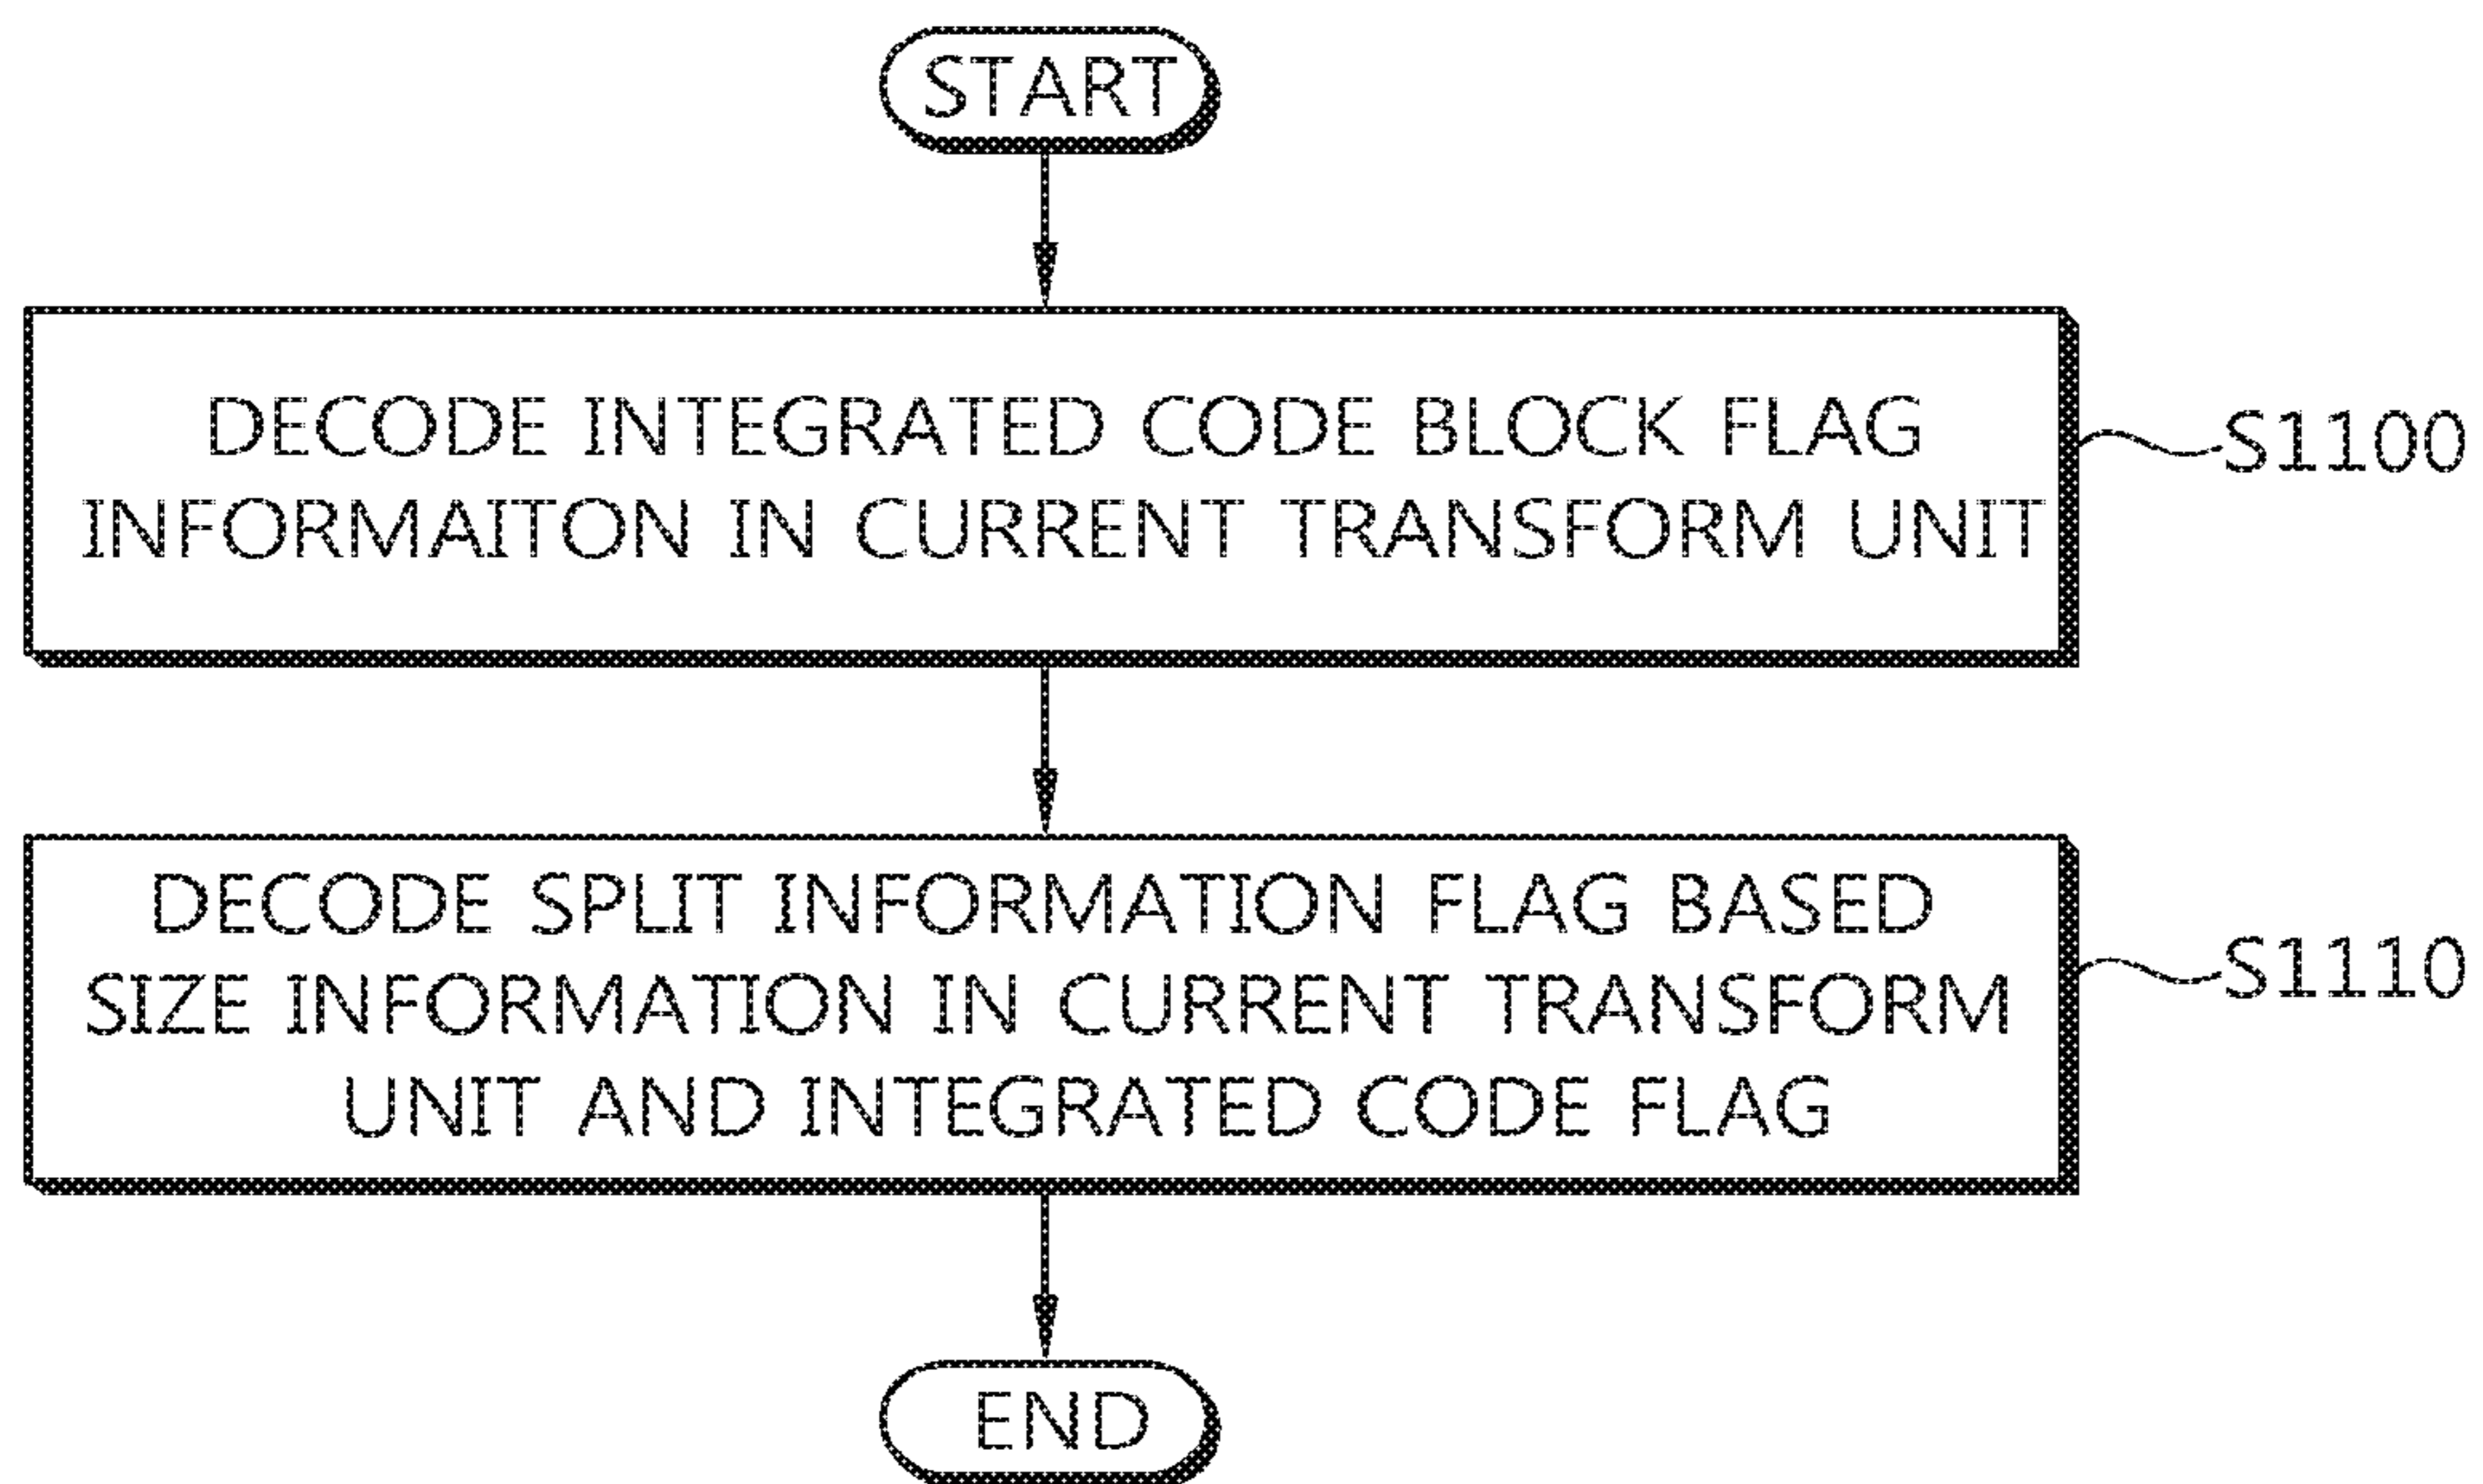 START
DECODE INTEGRATED CODE BLOCK FLAG
INFORMAITON IN CURRENT TRANSFORM UNIT
S1100
DECODE SPLIT INFORMATION FLAG BASED
SIZE INFORMATION IN CURRENT TRANSFORM
UNIT AND INTEGRATED CODE FLAG
S1110
END